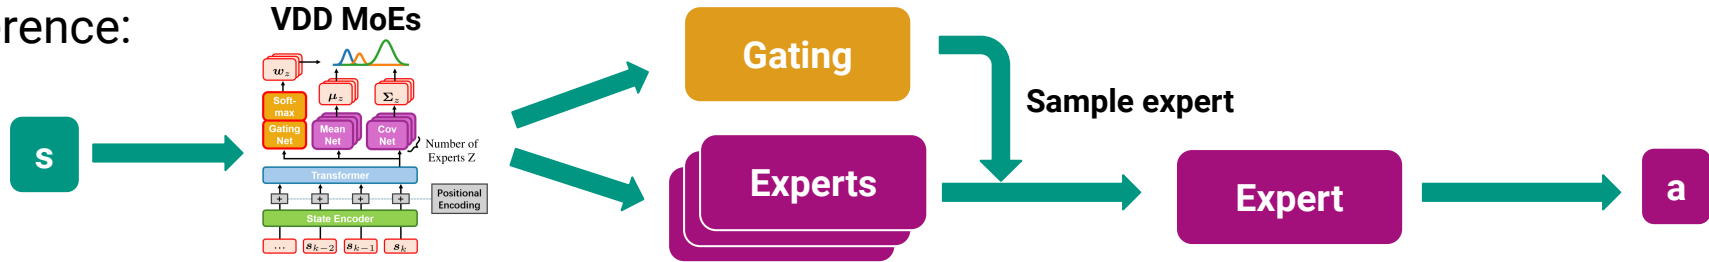 rence:
VDD MoEs
w_z
μ_z
Σ_z
Soft-
max
Gating
Net
Mean
Net
Cov
Net
Number of
Experts Z
Transformer
Positional
Encoding
+ + + +
State Encoder
... s_{k-2} s_{k-1} s_k
s
Gating
Experts
Sample expert
Expert
a